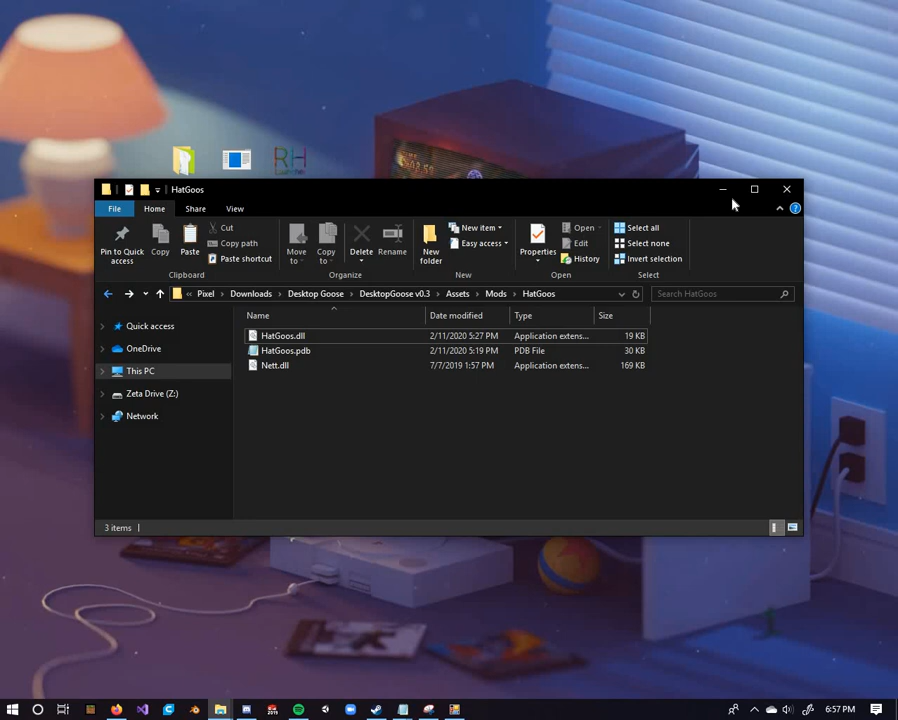 RH
Launcher
HatGoos
File Home Share View
Pin to Quick access
Copy
Paste
Cut
Copy path
Paste shortcut
Clipboard
Move to
Copy to
Delete
Rename
Organize
New folder
New item
Easy access
New
Properties
Open
Edit
History
Open
Select all
Select none
Invert selection
Select
« Pixel › Downloads › Desktop Goose › DesktopGoose v0.3 › Assets › Mods › HatGoos
Search HatGoos
Name Date modified Type Size
Quick access
OneDrive
This PC
Zeta Drive (Z:)
Network
HatGoos.dll 2/11/2020 5:27 PM Application extens... 19 KB
HatGoos.pdb 2/11/2020 5:19 PM PDB File 30 KB
Nett.dll 7/7/2019 1:57 PM Application extens... 169 KB
3 items
6:57 PM